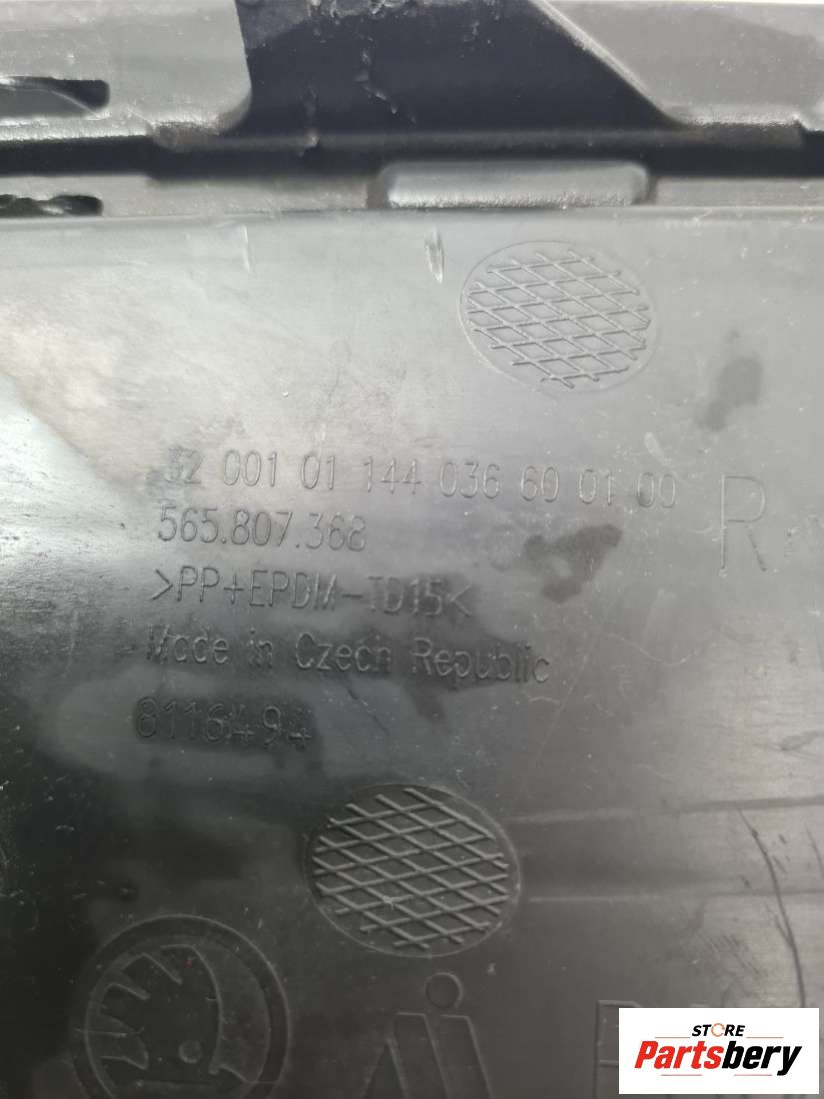 32 001 01 144 036 60 01 00
565.807.368
>PP+EPDM-TD15<
Made in Czech Republic
8116494
R
STORE
Partsbery